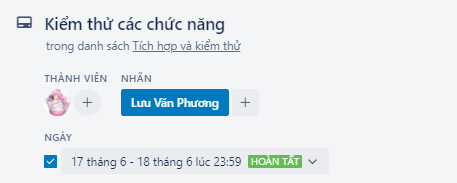 Kiểm thử các chức năng
trong danh sách Tích hợp và kiểm thử
THÀNH VIÊN NHÃN
Lưu Văn Phương
NGÀY
17 tháng 6 - 18 tháng 6 lúc 23:59 HOÀN TẤT